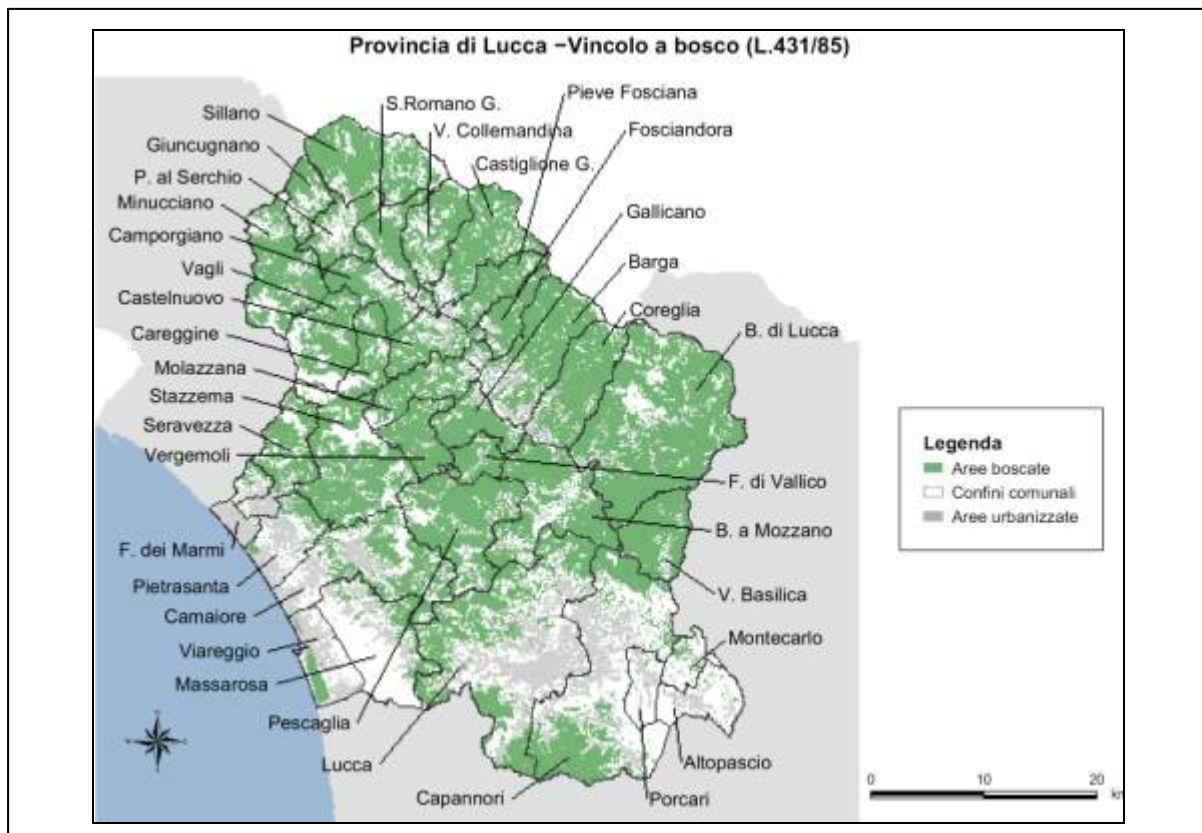 Provincia di Lucca –Vincolo a bosco (L.431/85)
Pieve Fosciana
S.Romano G.
Sillano
Fosciandora
V. Collemandina
Giuncugnano
Castiglione G.
P. al Serchio
Minucciano
Gallicano
Camporgiano
Barga
Vagli
Castelnuovo
Coreglia
B. di Lucca
Careggine
Molazzana
Stazzema
Seravezza
Vergemoli
Legenda
Aree boscate
Confini comunali
Aree urbanizzate
F. di Vallico
B. a Mozzano
F. dei Marmi
Pietrasanta
V. Basilica
Camaiore
Montecarlo
Viareggio
Massarosa
Pescaglia
Lucca
Altopascio
Capannori
Porcari
0 10 20
km